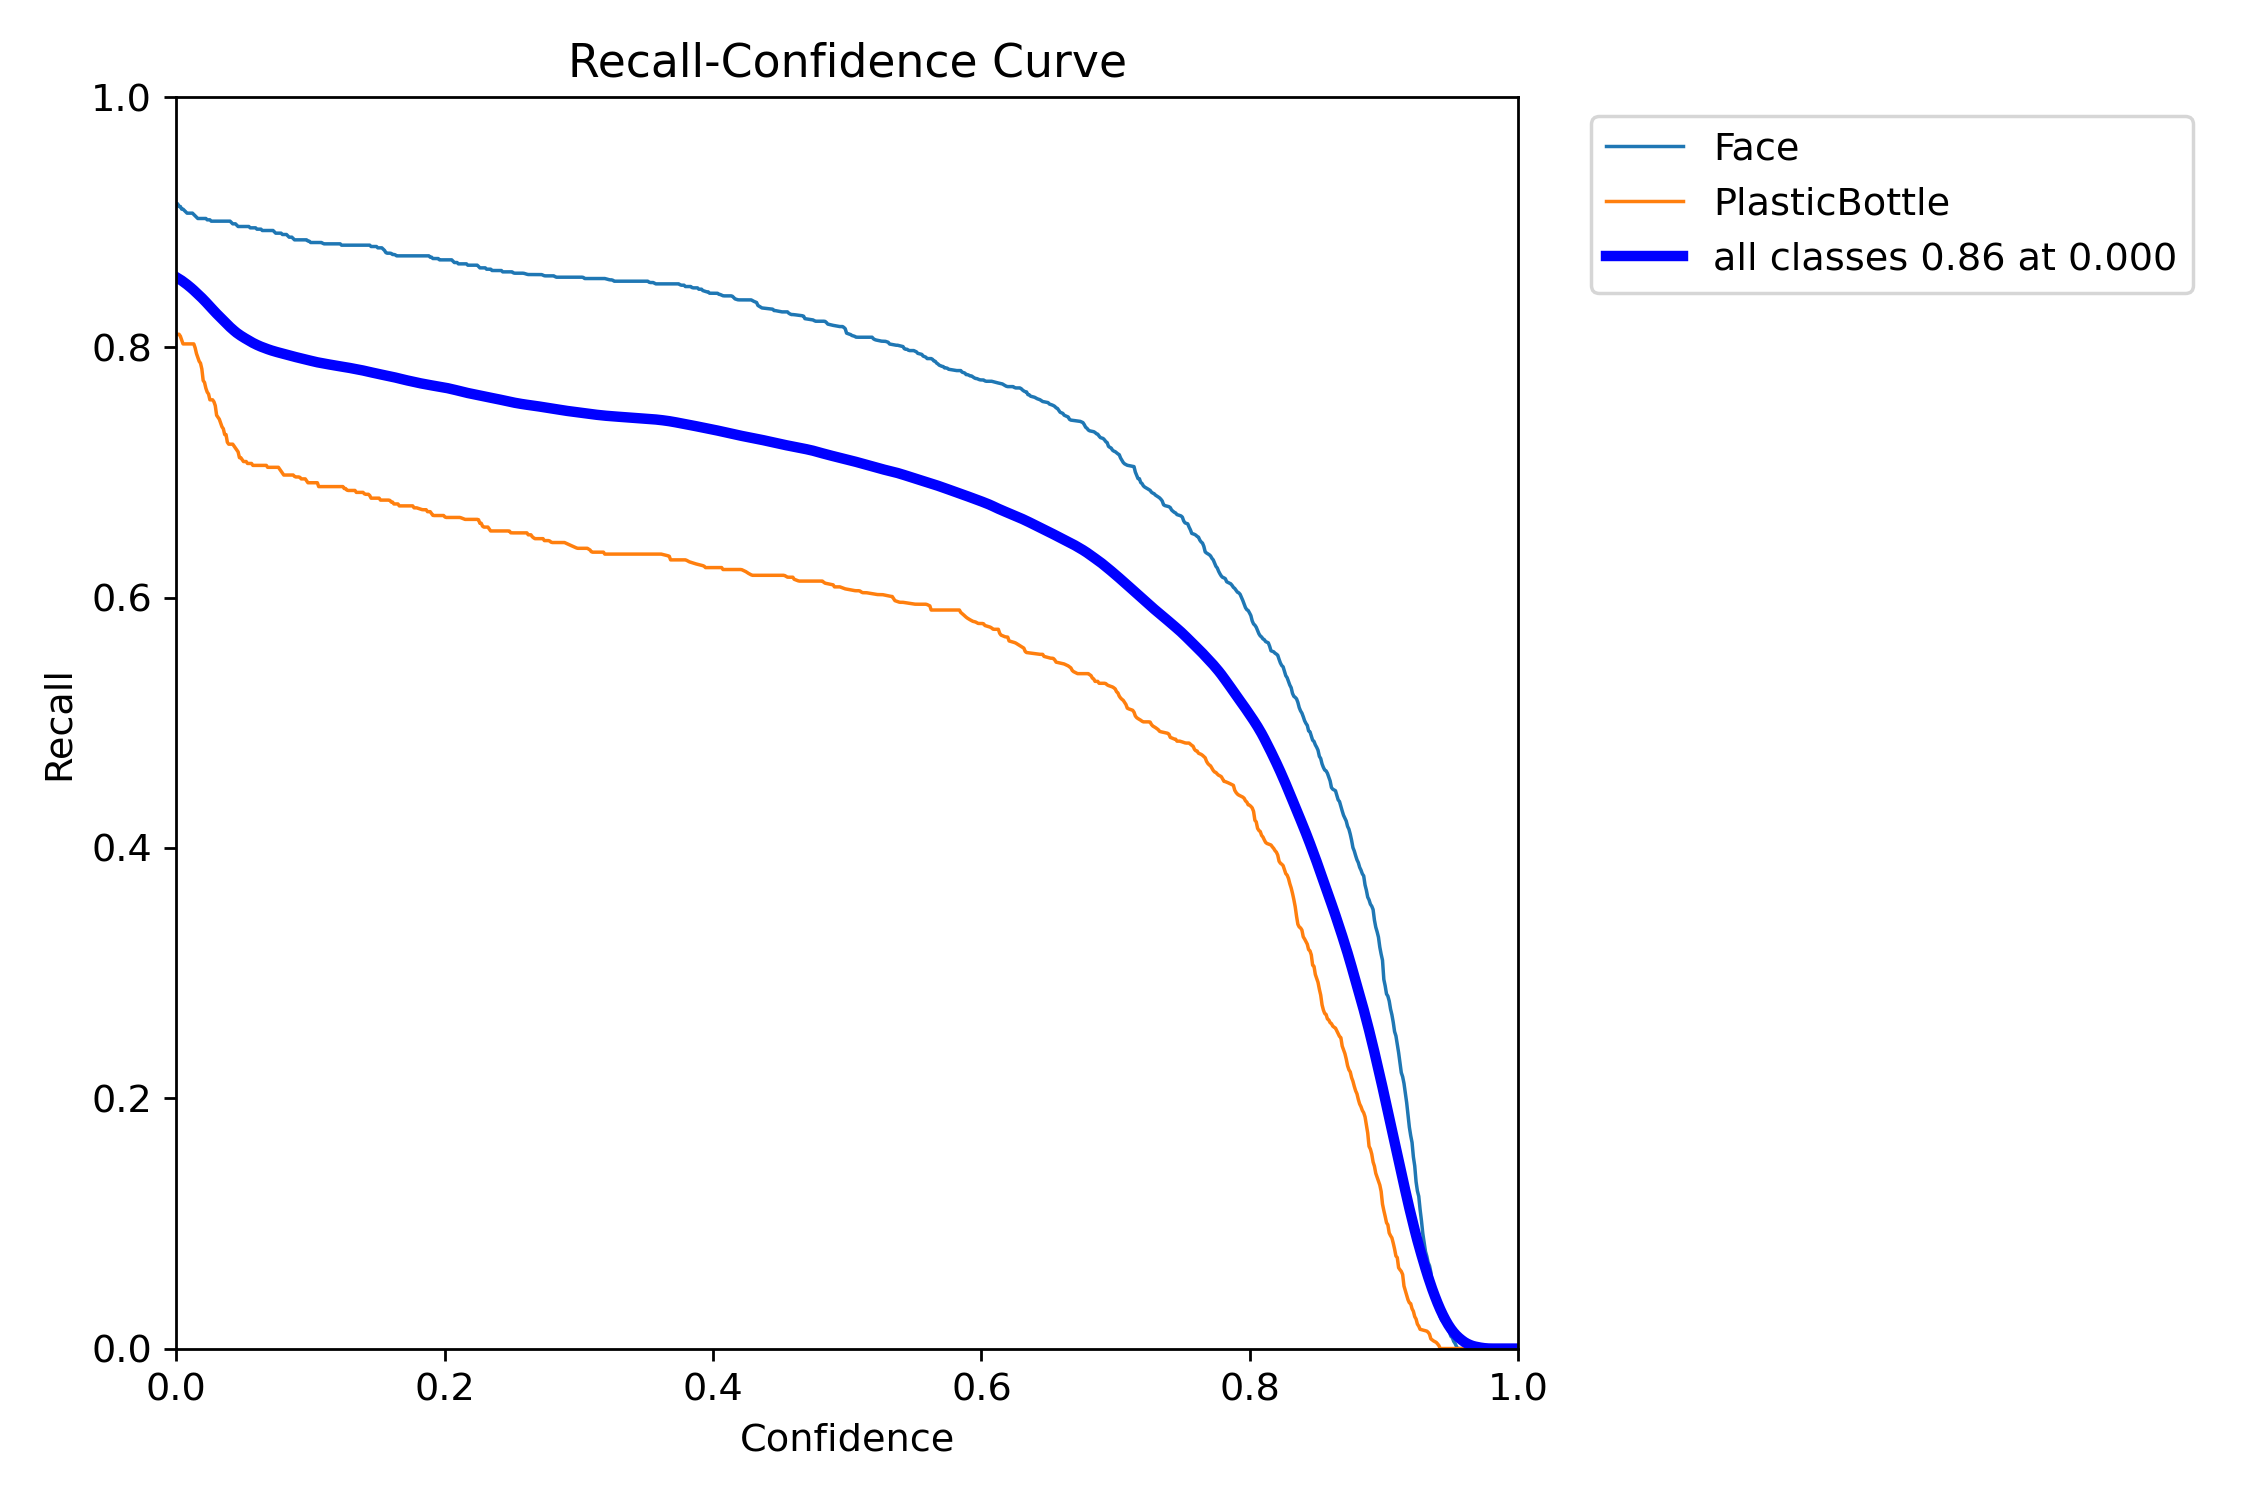 Recall-Confidence Curve
1.0
0.8
0.6
0.4
0.2
0.0
Recall
0.0 0.2 0.4 0.6 0.8 1.0
Confidence
Face
PlasticBottle
all classes 0.86 at 0.000